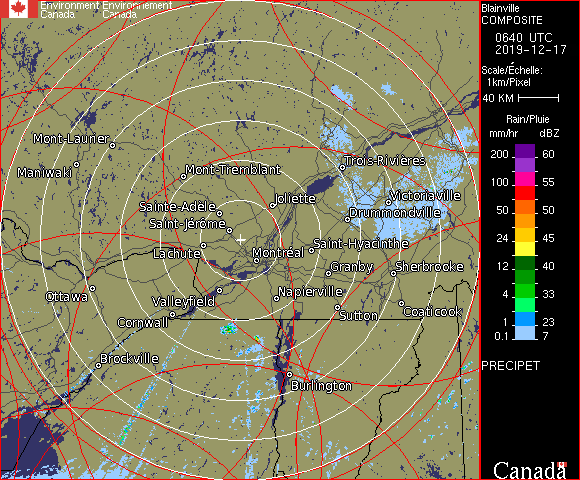 Environment Environnement
Canada Canada
Blainville
COMPOSITE
0640 UTC
2019-12-17
Scale/Échelle:
1km/Pixel
40 KM
Rain/Pluie
mm/hr dBZ
200 60
100 55
50 50
24 45
12 40
4 33
1 23
0.1 7
PRECIPET
Mont-Laurier
Maniwaki
Mont-Tremblant
Trois-Rivières
Joliette
Victoriaville
Sainte-Adèle
Drummondville
Saint-Jérôme
Saint-Hyacinthe
Lachute
Montréal
Granby
Sherbrooke
Ottawa
Valleyfield
Napierville
Coaticook
Cornwall
Sutton
Brockville
Burlington
Canada